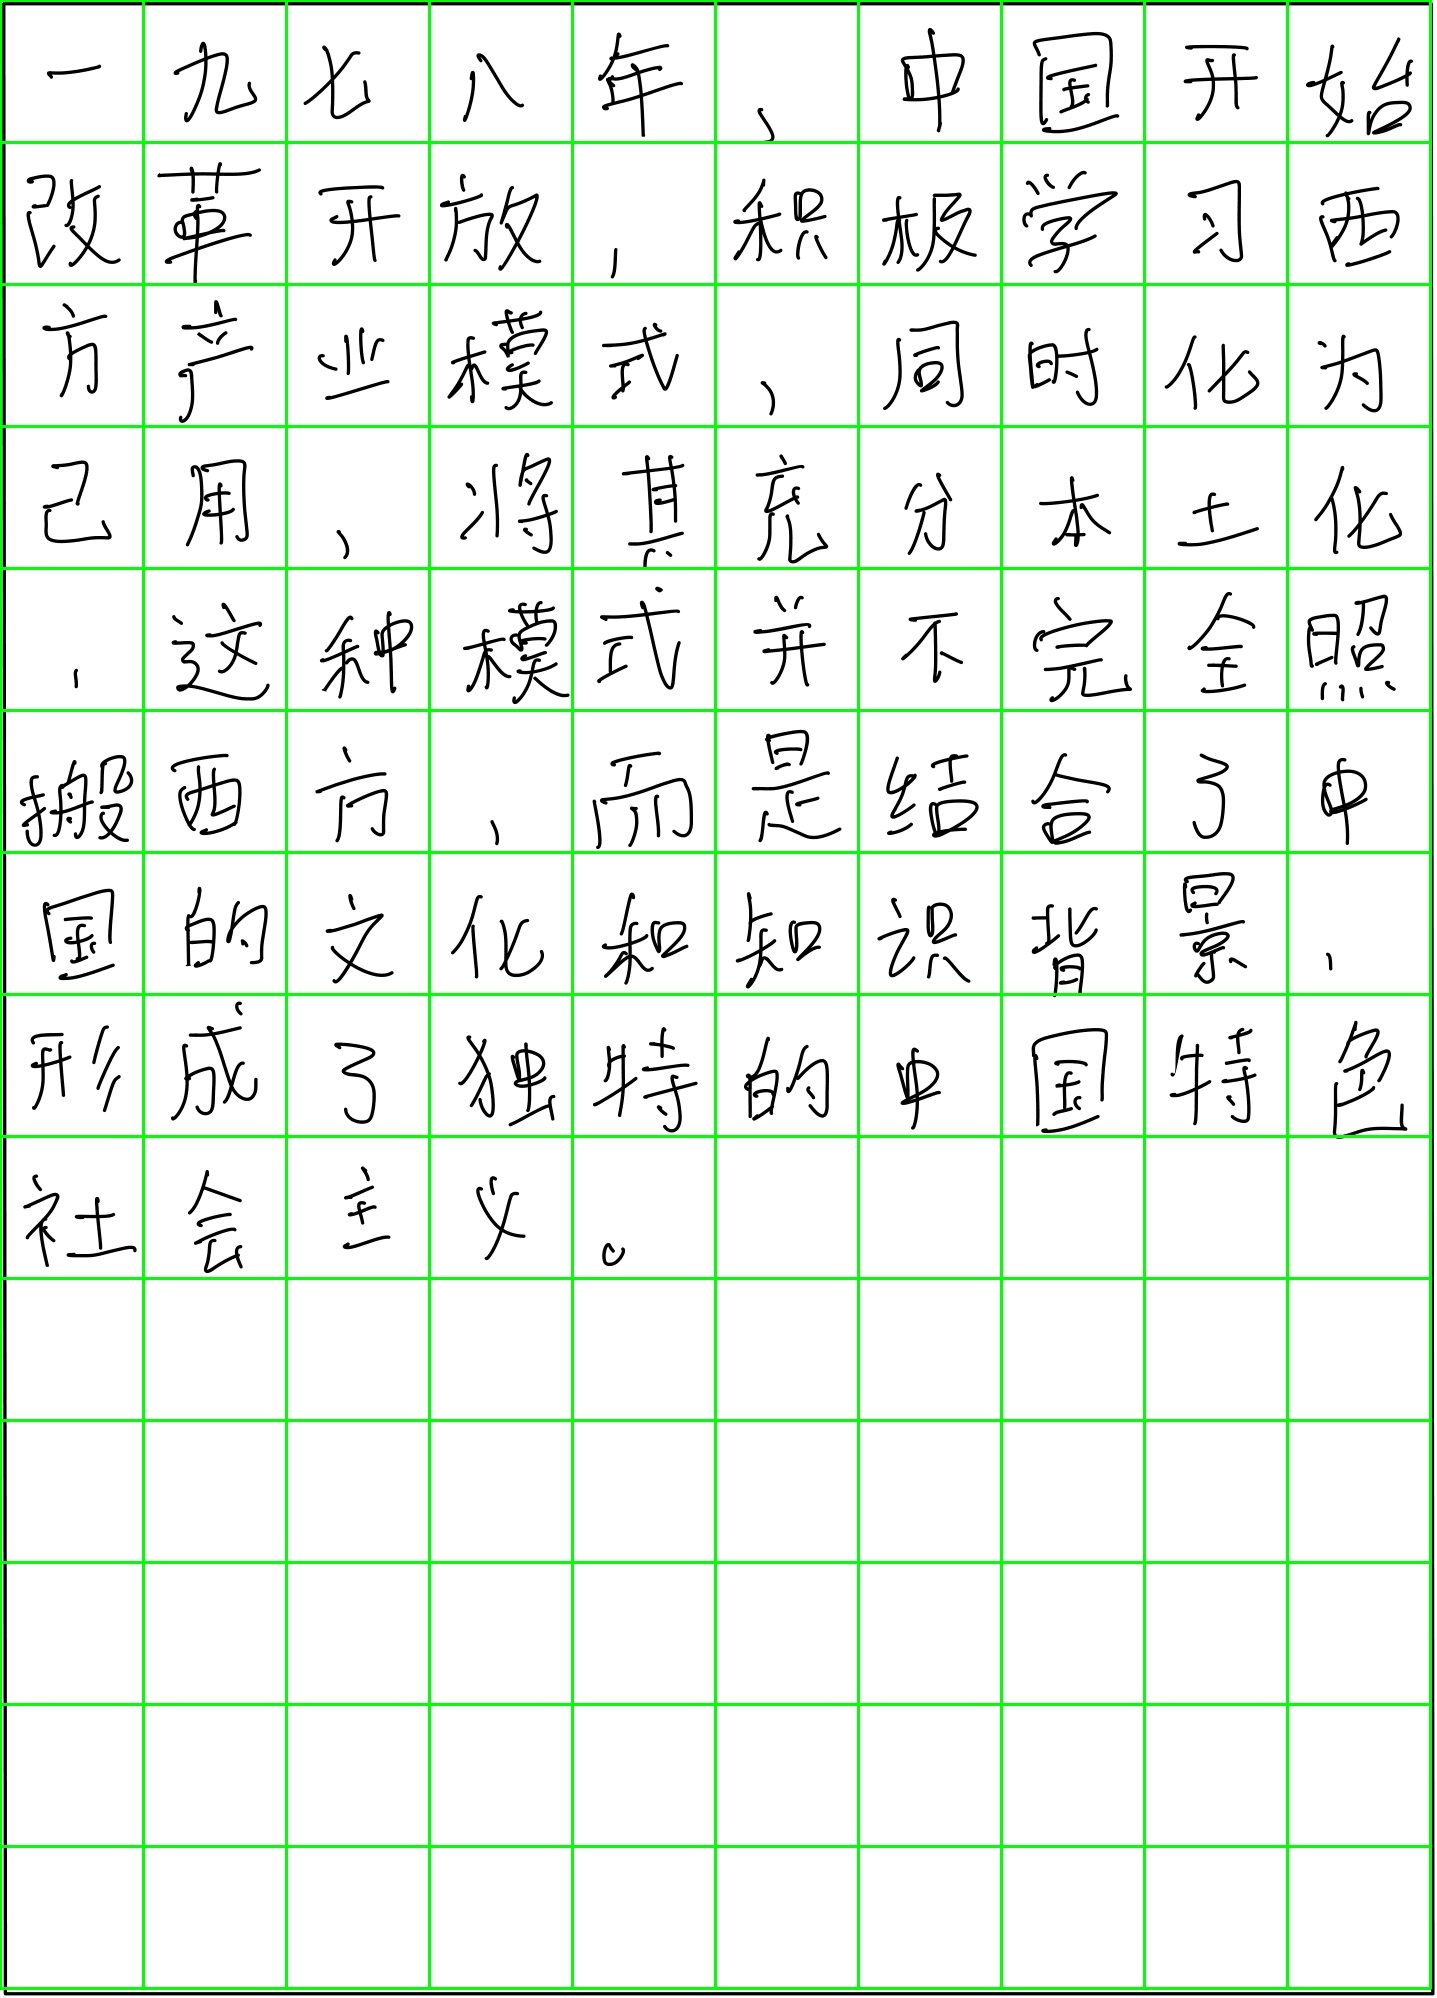 一九七八年，中国开始
改革开放，积极学习西
方产业模式，同时化为
己用，将其充分本土化
，这种模式并不完全照
搬西方，而是结合了中
国的文化和知识背景，
形成了独特的中国特色
社会主义。